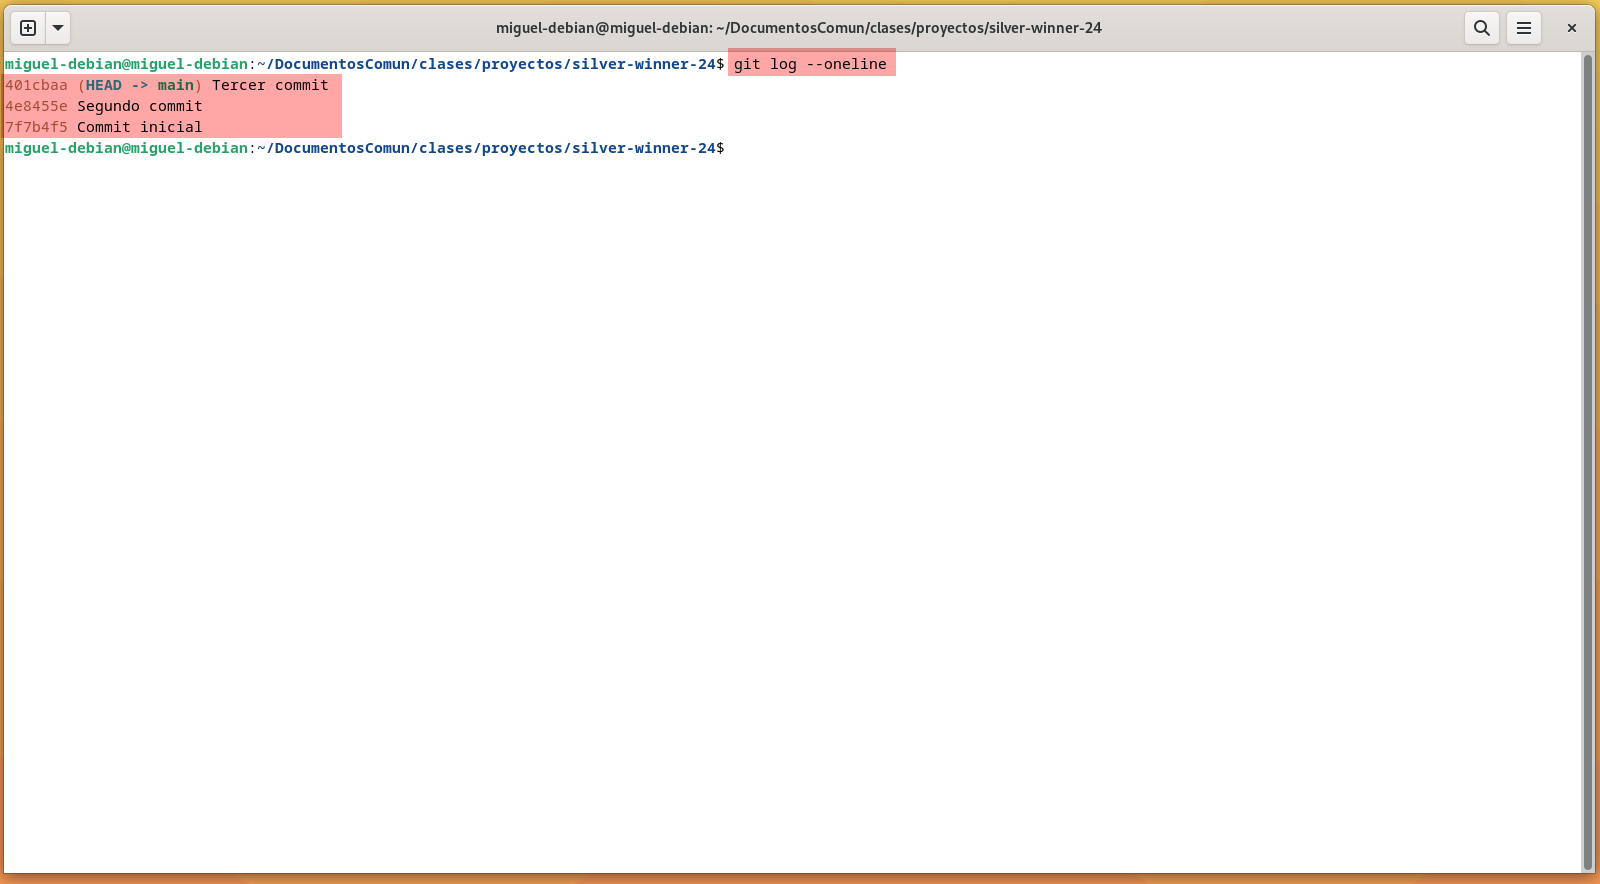 miguel-debian@miguel-debian: ~/DocumentosComun/clases/proyectos/silver-winner-24
miguel-debian@miguel-debian:~/DocumentosComun/clases/proyectos/silver-winner-24$ git log --oneline
401cbaa (HEAD -> main) Tercer commit
4e8455e Segundo commit
7f7b4f5 Commit inicial
miguel-debian@miguel-debian:~/DocumentosComun/clases/proyectos/silver-winner-24$